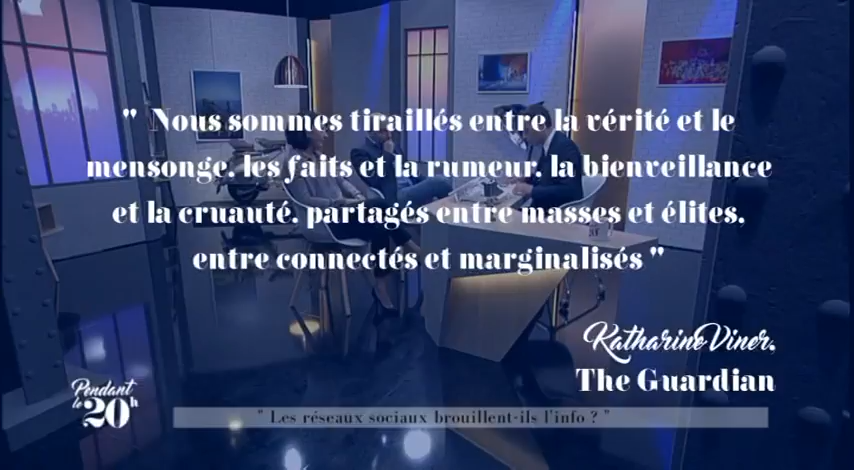 " Nous sommes tiraillés entre la vérité et le
mensonge, les faits et la rumeur, la bienveillance
et la cruauté, partagés entre masses et élites,
entre connectés et marginalisés "
Katharine Viner,
The Guardian
Pendant
le 20h
" Les réseaux sociaux brouillent-ils l'info ? "